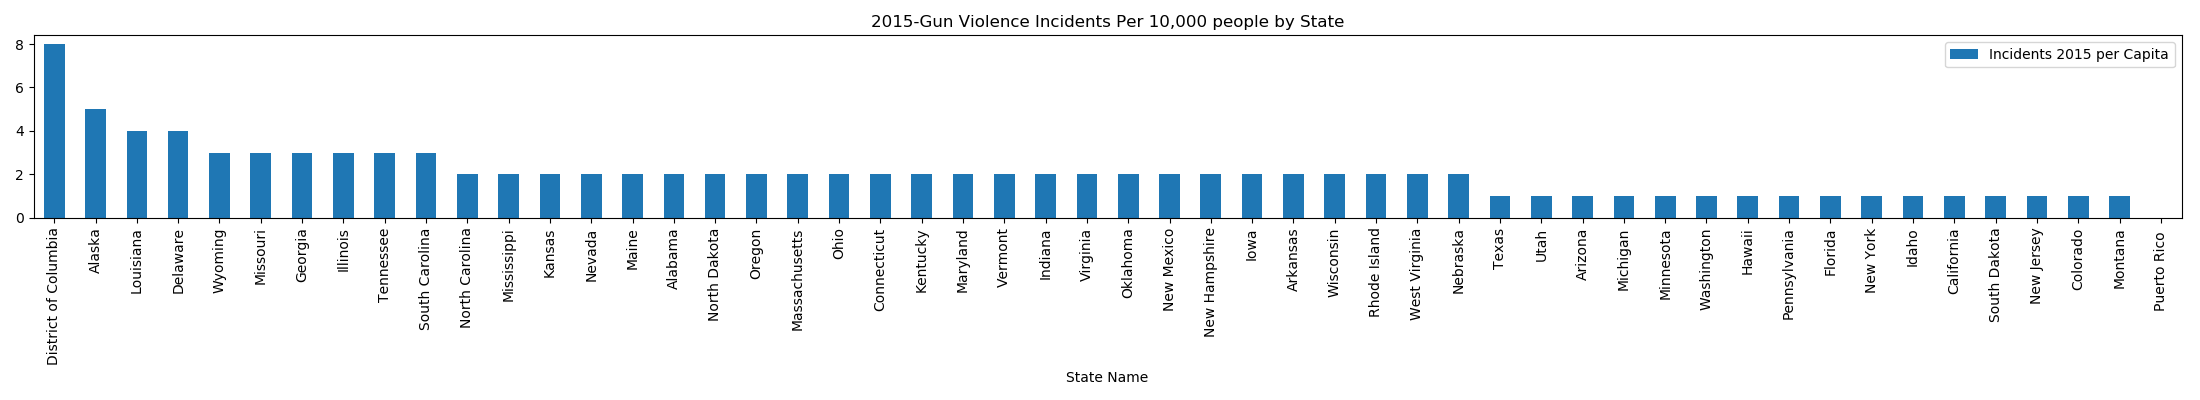 2015-Gun Violence Incidents Per 10,000 people by State
Incidents 2015 per Capita
8
6
4
2
0
District of Columbia
Alaska
Louisiana
Delaware
Wyoming
Missouri
Georgia
Illinois
Tennessee
South Carolina
North Carolina
Mississippi
Kansas
Nevada
Maine
Alabama
North Dakota
Oregon
Massachusetts
Ohio
Connecticut
Kentucky
Maryland
Vermont
Indiana
Virginia
Oklahoma
New Mexico
New Hampshire
Iowa
Arkansas
Wisconsin
Rhode Island
West Virginia
Nebraska
Texas
Utah
Arizona
Michigan
Minnesota
Washington
Hawaii
Pennsylvania
Florida
New York
Idaho
California
South Dakota
New Jersey
Colorado
Montana
Puerto Rico
State Name